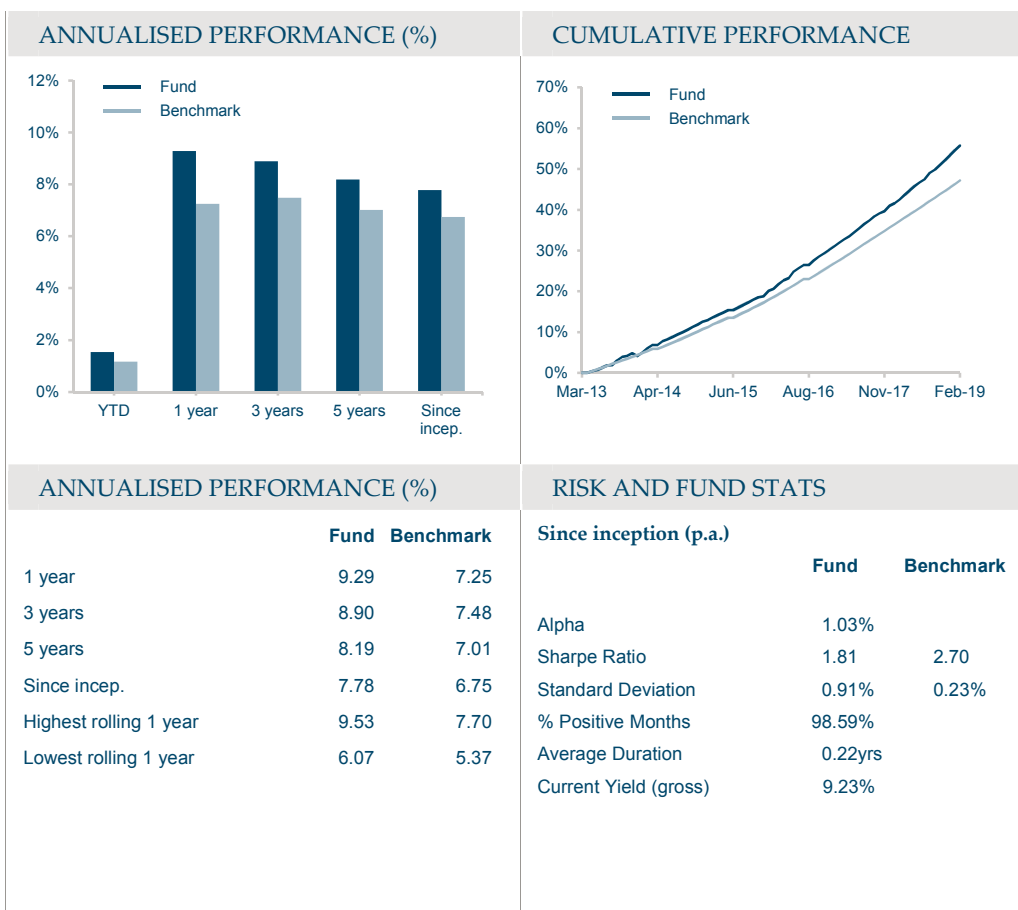 ANNUALISED PERFORMANCE (%)
12%
10%
8%
6%
4%
2%
0%
Fund
Benchmark
YTD 1 year 3 years 5 years Since
incep.
CUMULATIVE PERFORMANCE
70%
60%
50%
40%
30%
20%
10%
0%
Fund
Benchmark
Mar-13 Apr-14 Jun-15 Aug-16 Nov-17 Feb-19
ANNUALISED PERFORMANCE (%)
Fund Benchmark
1 year 9.29 7.25
3 years 8.90 7.48
5 years 8.19 7.01
Since incep. 7.78 6.75
Highest rolling 1 year 9.53 7.70
Lowest rolling 1 year 6.07 5.37
RISK AND FUND STATS
Since inception (p.a.)
Fund Benchmark
Alpha 1.03%
Sharpe Ratio 1.81 2.70
Standard Deviation 0.91% 0.23%
% Positive Months 98.59%
Average Duration 0.22yrs
Current Yield (gross) 9.23%